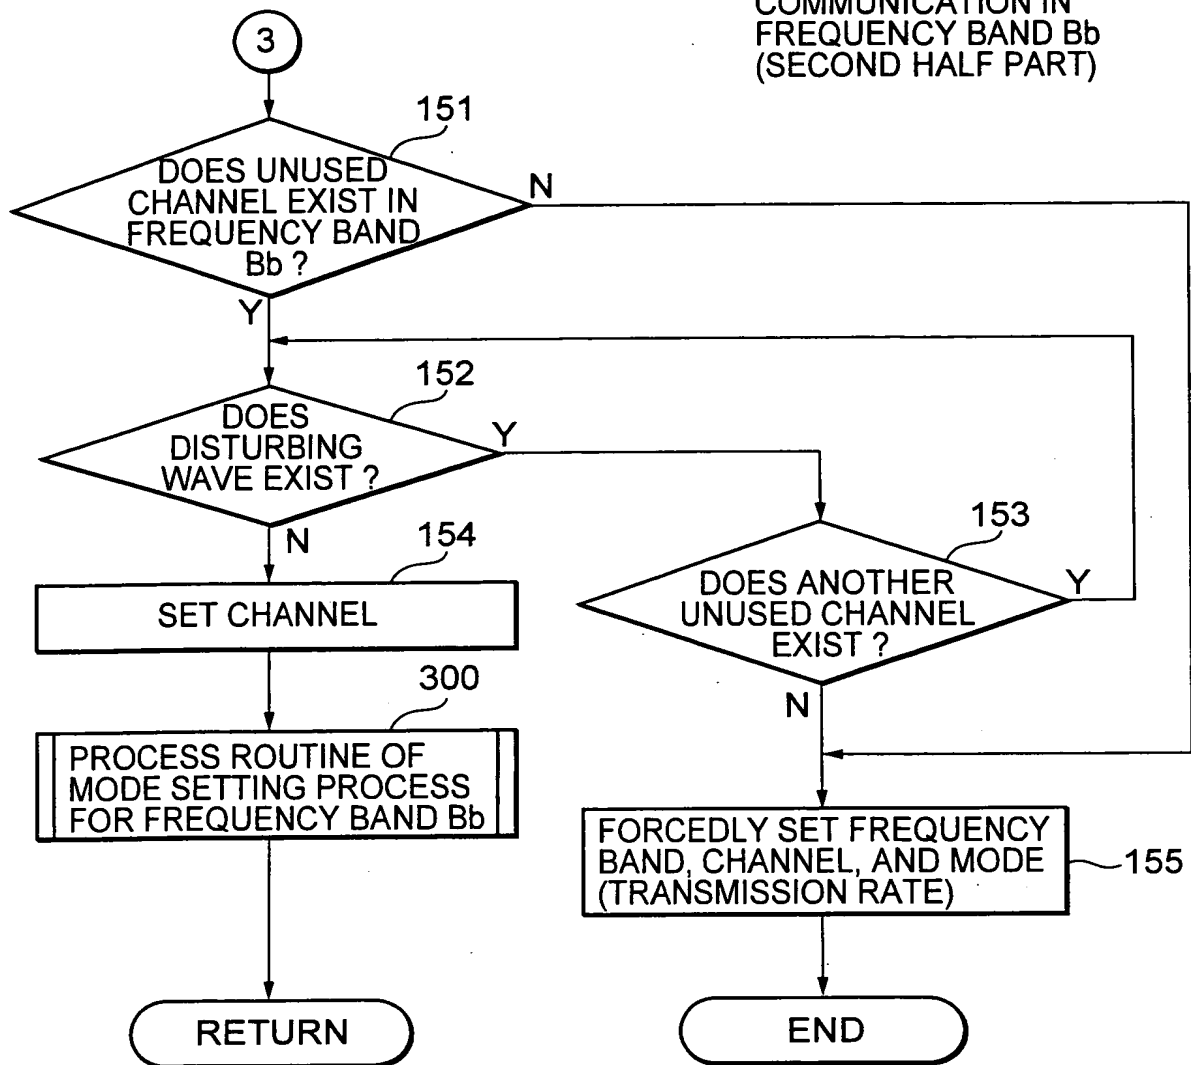 COMMUNICATION IN
FREQUENCY BAND Bb
(SECOND HALF PART)
3
151
DOES UNUSED
CHANNEL EXIST IN
FREQUENCY BAND
Bb ?
N
Y
152
DOES
DISTURBING
WAVE EXIST ?
Y
N
153
DOES ANOTHER
UNUSED CHANNEL
EXIST ?
Y
N
154
SET CHANNEL
300
PROCESS ROUTINE OF
MODE SETTING PROCESS
FOR FREQUENCY BAND Bb
FORCEDLY SET FREQUENCY
BAND, CHANNEL, AND MODE
(TRANSMISSION RATE)
155
RETURN
END